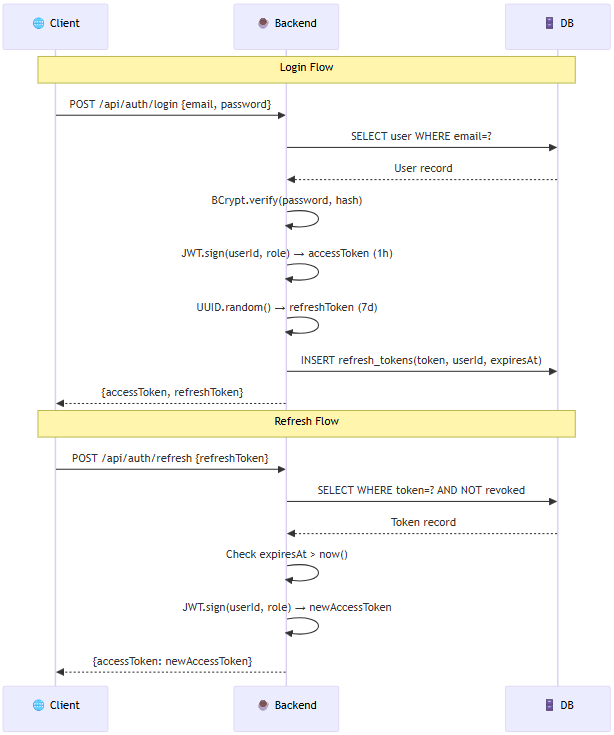 Client
Backend
DB
Login Flow
POST /api/auth/login {email, password}
SELECT user WHERE email=?
User record
BCrypt.verify(password, hash)
JWT.sign(userId, role) → accessToken (1h)
UUID.random() → refreshToken (7d)
INSERT refresh_tokens(token, userId, expiresAt)
{accessToken, refreshToken}
Refresh Flow
POST /api/auth/refresh {refreshToken}
SELECT WHERE token=? AND NOT revoked
Token record
Check expiresAt > now()
JWT.sign(userId, role) → newAccessToken
{accessToken: newAccessToken}
Client
Backend
DB